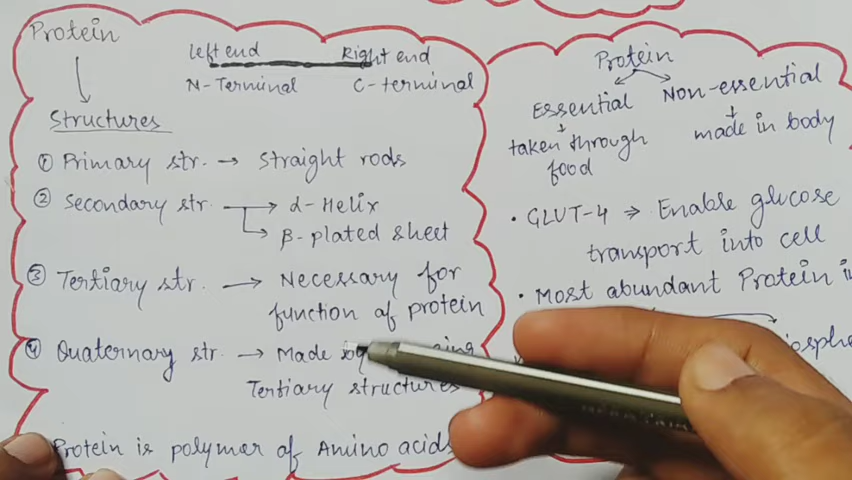 Protein
Left end Right end
N-Terminal C-terminal
Structures
① Primary str. → Straight rods
② Secondary str. → α-Helix
→ β-plated sheet
③ Tertiary str. → Necessary for
function of protein
④ Quaternary str. → Made
Tertiary structures
Protein is polymer of Amino acids
Protein
Essential Non-essential
taken through made in body
food
• GLUT-4 ⇒ Enable glucose
transport into cell
• Most abundant Protein